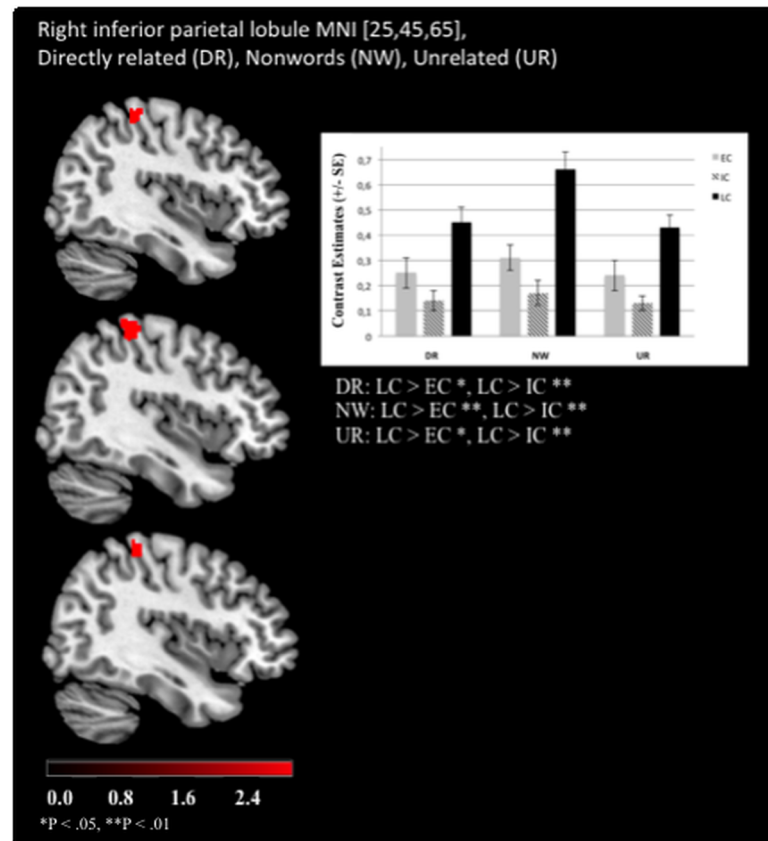 Right inferior parietal lobule MNI [25,45,65],
Directly related (DR), Nonwords (NW), Unrelated (UR)
Contrast Estimates (+/- SE)
0,7
0,6
0,5
0,4
0,3
0,2
0,1
0
DR NW UR
EC
IC
LC
DR: LC > EC *, LC > IC **
NW: LC > EC **, LC > IC **
UR: LC > EC *, LC > IC **
0.0 0.8 1.6 2.4
*P < .05, **P < .01